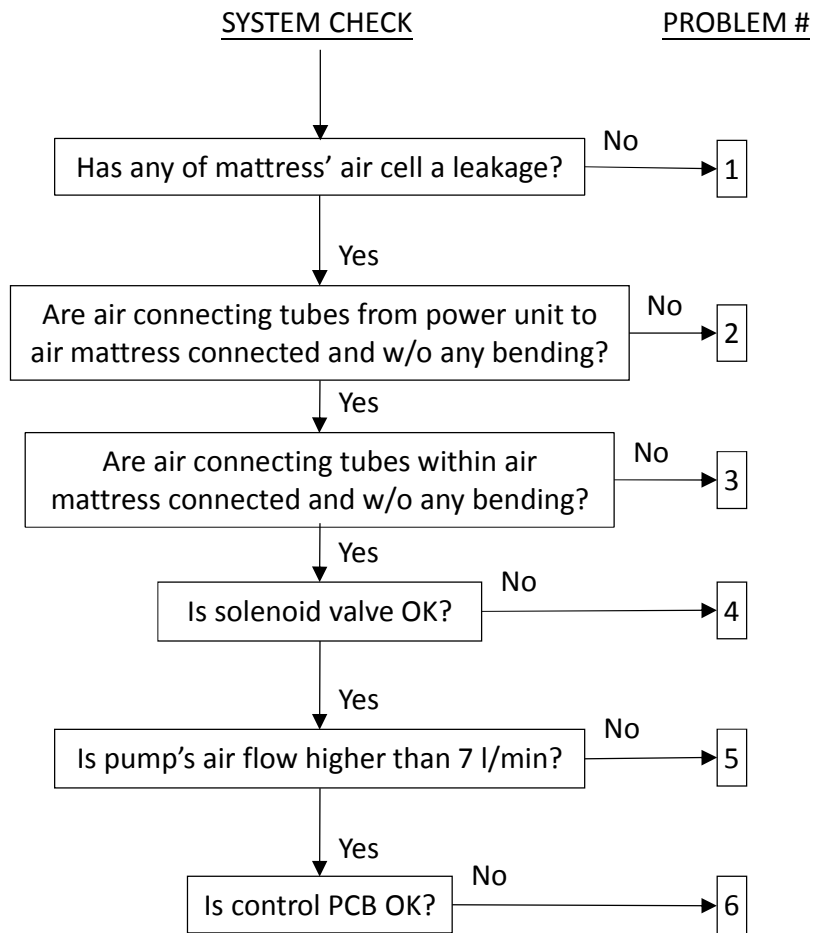 SYSTEM CHECK
PROBLEM #
Has any of mattress’ air cell a leakage?
No
1
Yes
Are air connecting tubes from power unit to
air mattress connected and w/o any bending?
No
2
Yes
Are air connecting tubes within air
mattress connected and w/o any bending?
No
3
Yes
Is solenoid valve OK?
No
4
Yes
Is pump’s air flow higher than 7 l/min?
No
5
Yes
Is control PCB OK?
No
6